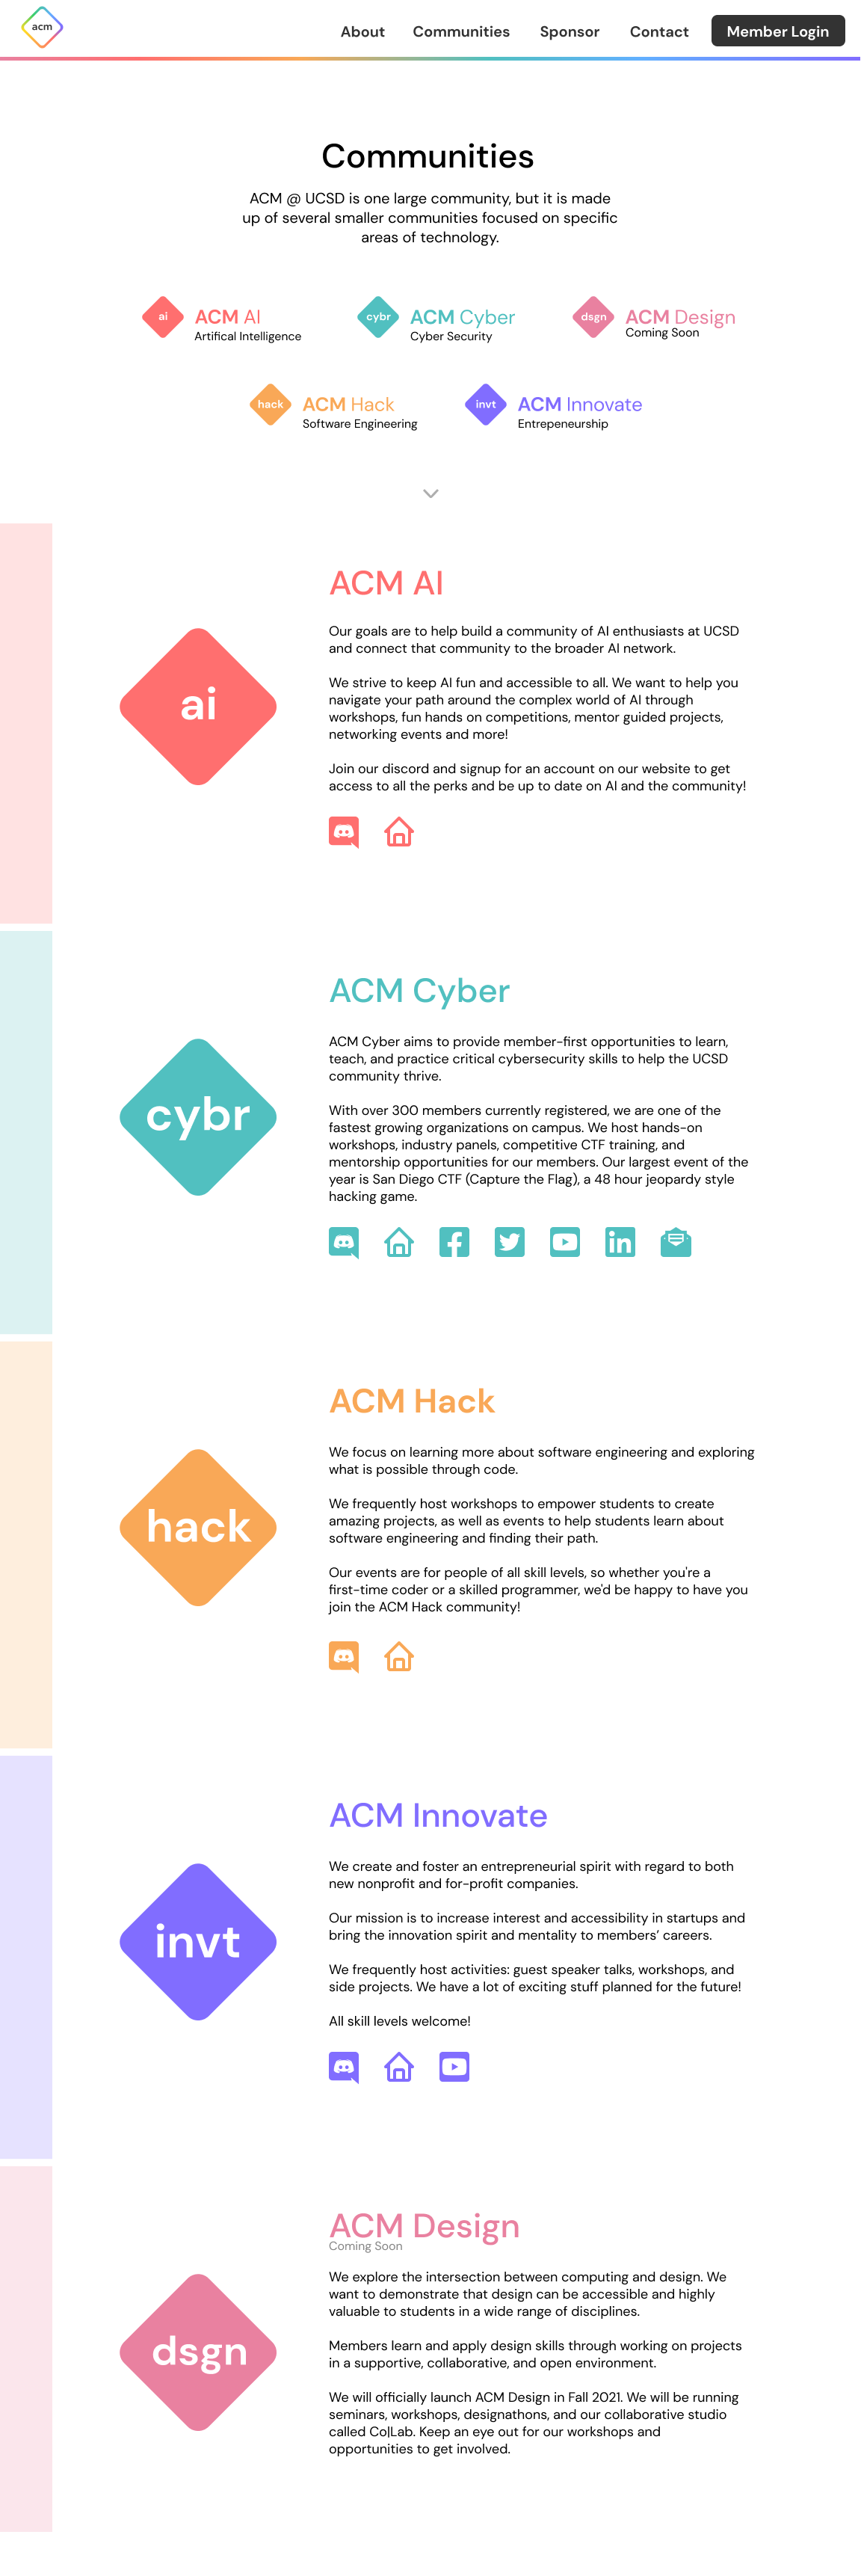 acm
About
Communities
Sponsor
Contact
Member Login
Communities
ACM @ UCSD is one large community, but it is made
up of several smaller communities focused on specific
areas of technology.
ai
ACM AI
Artifical Intelligence
cybr
ACM Cyber
Cyber Security
dsgn
ACM Design
Coming Soon
hack
ACM Hack
Software Engineering
invt
ACM Innovate
Entrepeneurship
ai
ACM AI
Our goals are to help build a community of AI enthusiasts at UCSD
and connect that community to the broader AI network.
We strive to keep AI fun and accessible to all. We want to help you
navigate your path around the complex world of AI through
workshops, fun hands on competitions, mentor guided projects,
networking events and more!
Join our discord and signup for an account on our website to get
access to all the perks and be up to date on AI and the community!
cybr
ACM Cyber
ACM Cyber aims to provide member-first opportunities to learn,
teach, and practice critical cybersecurity skills to help the UCSD
community thrive.
With over 300 members currently registered, we are one of the
fastest growing organizations on campus. We host hands-on
workshops, industry panels, competitive CTF training, and
mentorship opportunities for our members. Our largest event of the
year is San Diego CTF (Capture the Flag), a 48 hour jeopardy style
hacking game.
hack
ACM Hack
We focus on learning more about software engineering and exploring
what is possible through code.
We frequently host workshops to empower students to create
amazing projects, as well as events to help students learn about
software engineering and finding their path.
Our events are for people of all skill levels, so whether you're a
first-time coder or a skilled programmer, we'd be happy to have you
join the ACM Hack community!
invt
ACM Innovate
We create and foster an entrepreneurial spirit with regard to both
new nonprofit and for-profit companies.
Our mission is to increase interest and accessibility in startups and
bring the innovation spirit and mentality to members’ careers.
We frequently host activities: guest speaker talks, workshops, and
side projects. We have a lot of exciting stuff planned for the future!
All skill levels welcome!
dsgn
ACM Design
Coming Soon
We explore the intersection between computing and design. We
want to demonstrate that design can be accessible and highly
valuable to students in a wide range of disciplines.
Members learn and apply design skills through working on projects
in a supportive, collaborative, and open environment.
We will officially launch ACM Design in Fall 2021. We will be running
seminars, workshops, designathons, and our collaborative studio
called Co|Lab. Keep an eye out for our workshops and
opportunities to get involved.